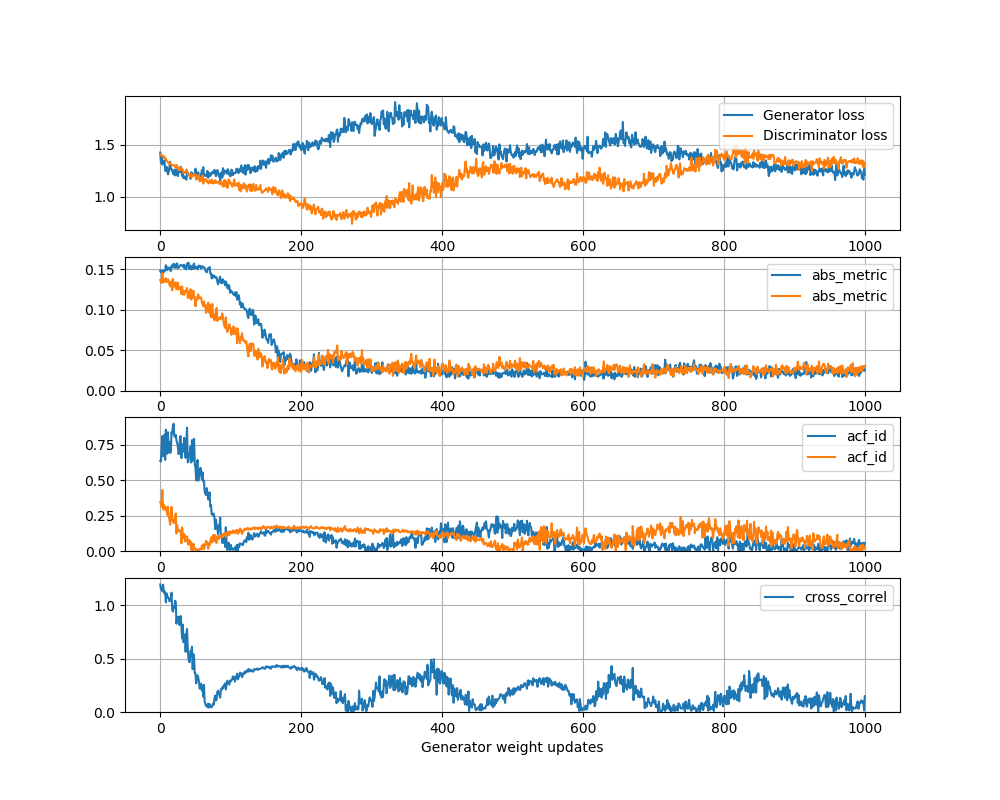 1.5
1.0
Generator loss
Discriminator loss
0 200 400 600 800 1000
0.15
0.10
0.05
0.00
abs_metric
abs_metric
0 200 400 600 800 1000
0.75
0.50
0.25
0.00
acf_id
acf_id
0 200 400 600 800 1000
1.0
0.5
0.0
cross_correl
0 200 400 600 800 1000
Generator weight updates